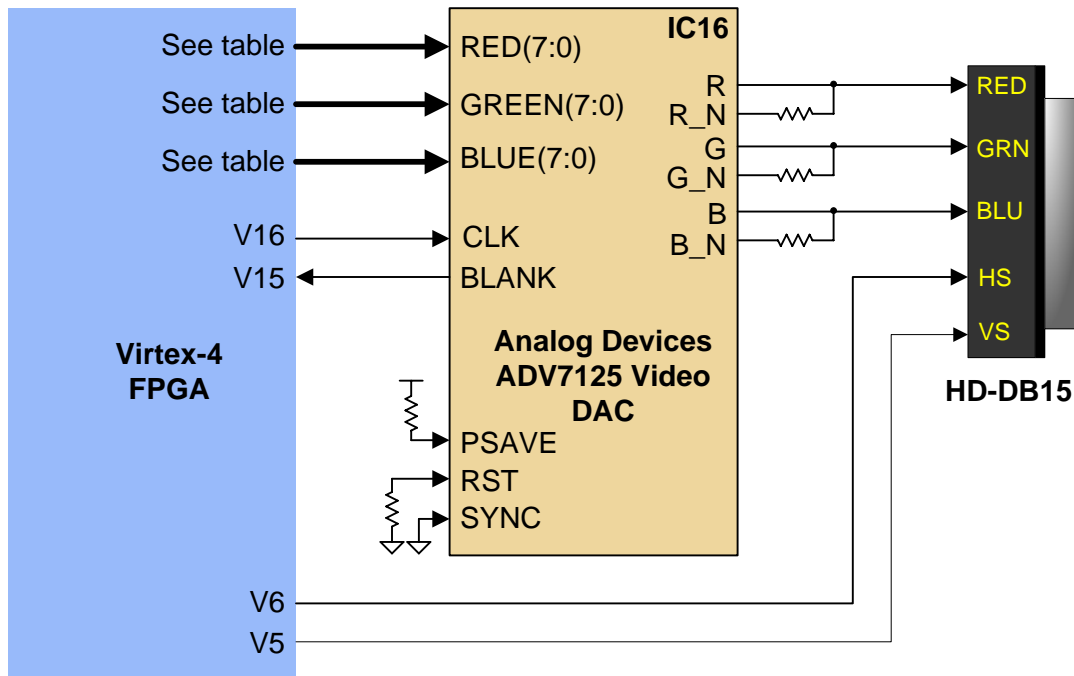 See table
See table
See table
V16
V15
Virtex-4
FPGA
V6
V5
IC16
RED(7:0)
GREEN(7:0)
BLUE(7:0)
CLK
BLANK
R
R_N
G
G_N
B
B_N
Analog Devices
ADV7125 Video
DAC
PSAVE
RST
SYNC
RED
GRN
BLU
HS
VS
HD-DB15